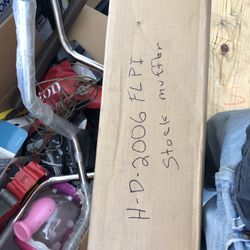 H-D-2006 FLPI
Stock muffler